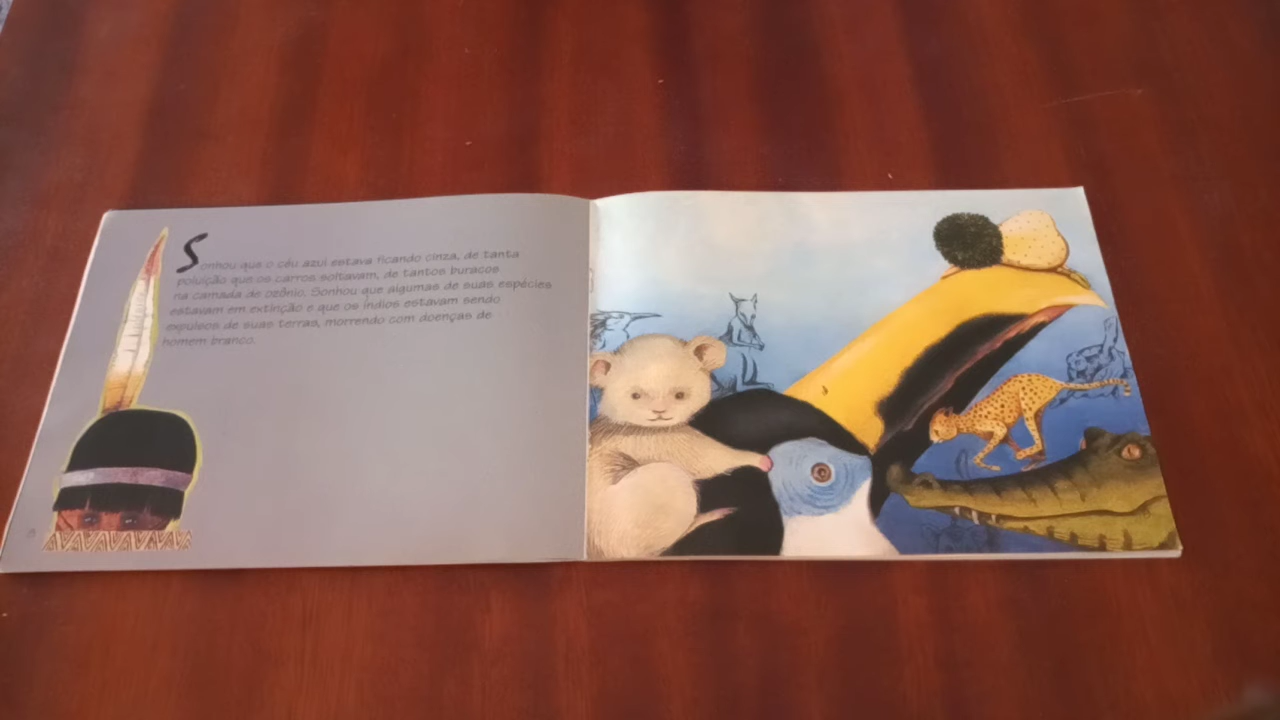 Sonhou que o céu azul estava ficando cinza, de tanta
poluição que os carros soltavam, de tantos buracos
na camada de ozônio. Sonhou que algumas de suas espécies
estavam em extinção e que os índios estavam sendo
expulsos de suas terras, morrendo com doenças de
homem branco.